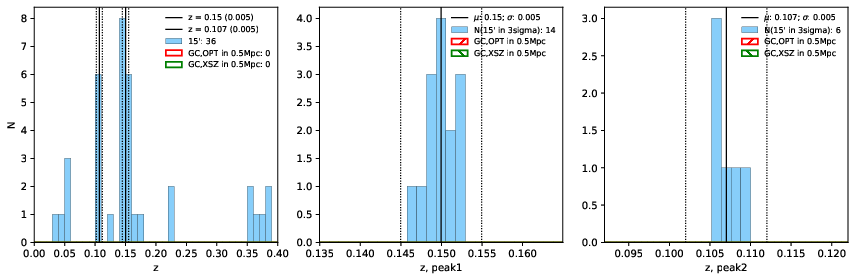 z = 0.15 (0.005)
z = 0.107 (0.005)
15': 36
GC,OPT in 0.5Mpc: 0
GC,XSZ in 0.5Mpc: 0
8
7
6
5
4
3
2
1
0
N
0.00 0.05 0.10 0.15 0.20 0.25 0.30 0.35 0.40
z
μ: 0.15; σ: 0.005
N(15' in 3sigma): 14
GC,OPT in 0.5Mpc
GC,XSZ in 0.5Mpc
4.0
3.5
3.0
2.5
2.0
1.5
1.0
0.5
0.0
0.135 0.140 0.145 0.150 0.155 0.160
z, peak1
μ: 0.107; σ: 0.005
N(15' in 3sigma): 6
GC,OPT in 0.5Mpc
GC,XSZ in 0.5Mpc
3.0
2.5
2.0
1.5
1.0
0.5
0.0
0.095 0.100 0.105 0.110 0.115 0.120
z, peak2